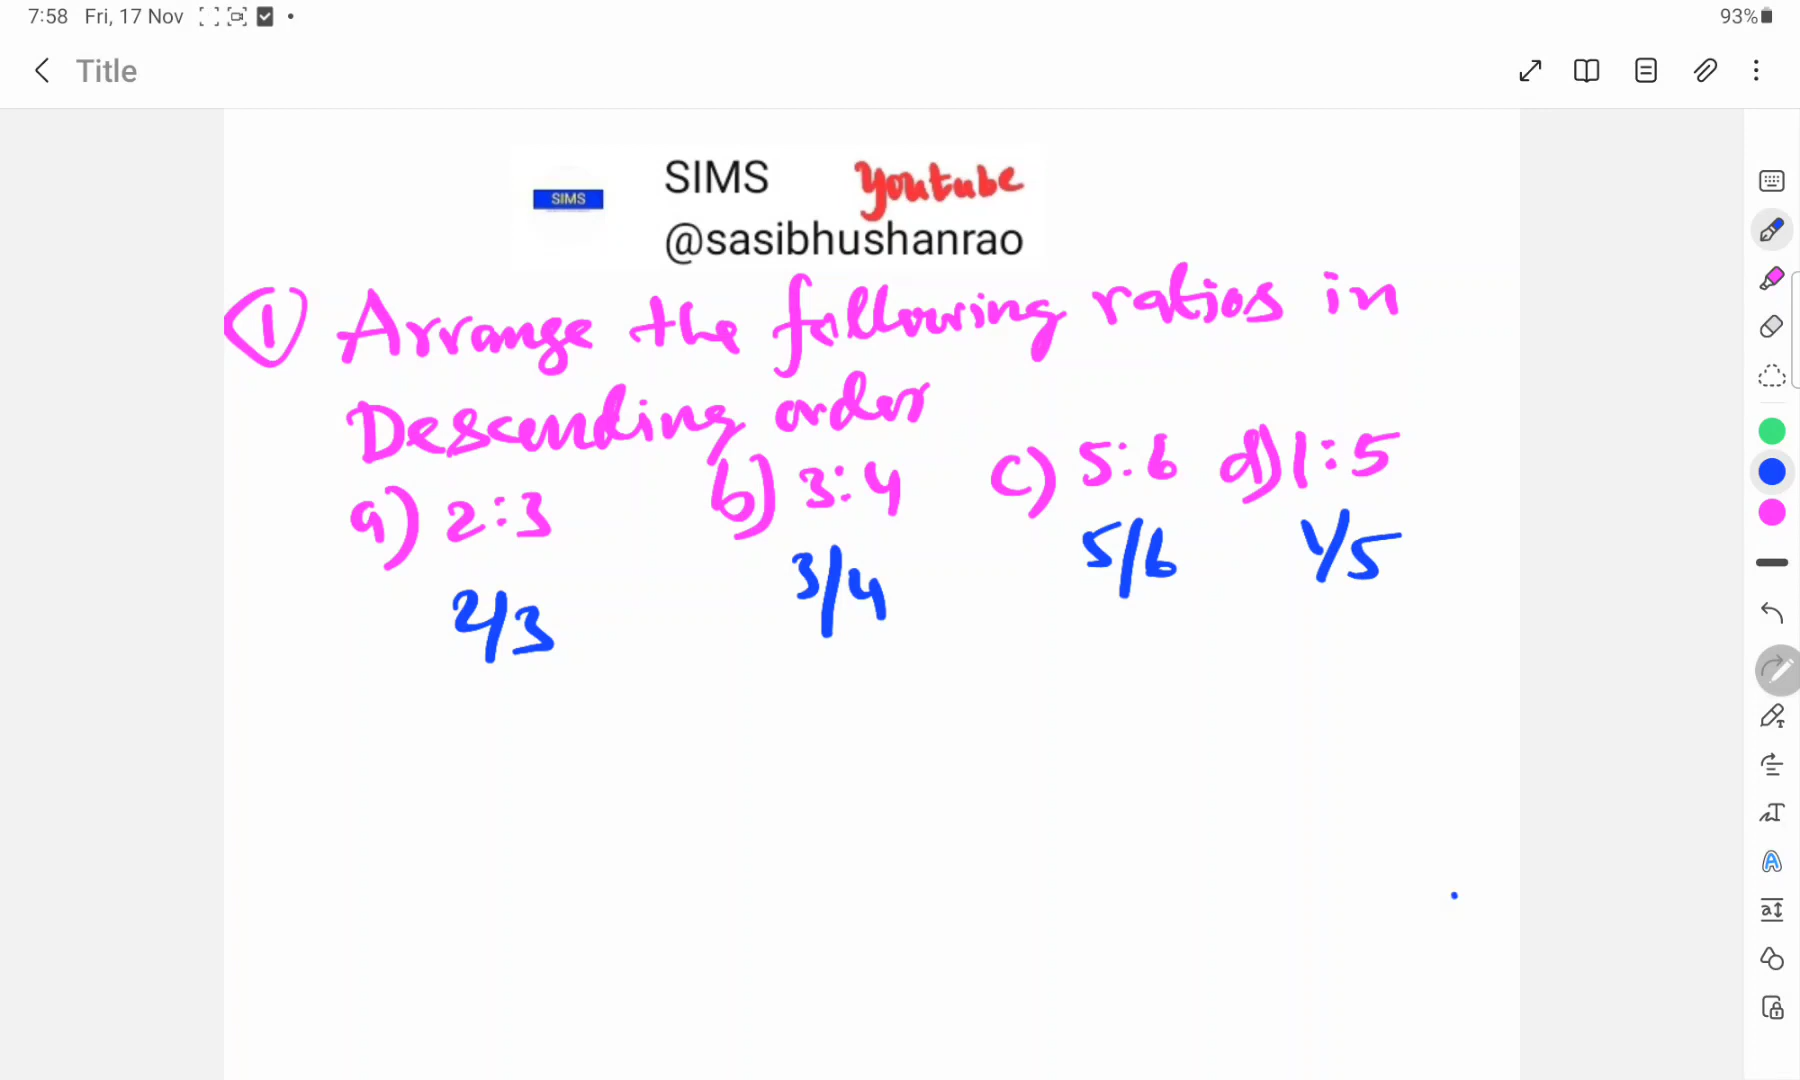 7:58 Fri, 17 Nov
93%
Title
SIMS
SIMS Youtube
@sasibhushanrao
① Arrange the following ratios in
Descending order
a) 2:3 b) 3:4 c) 5:6 d) 1:5
2/3 3/4 5/6 1/5